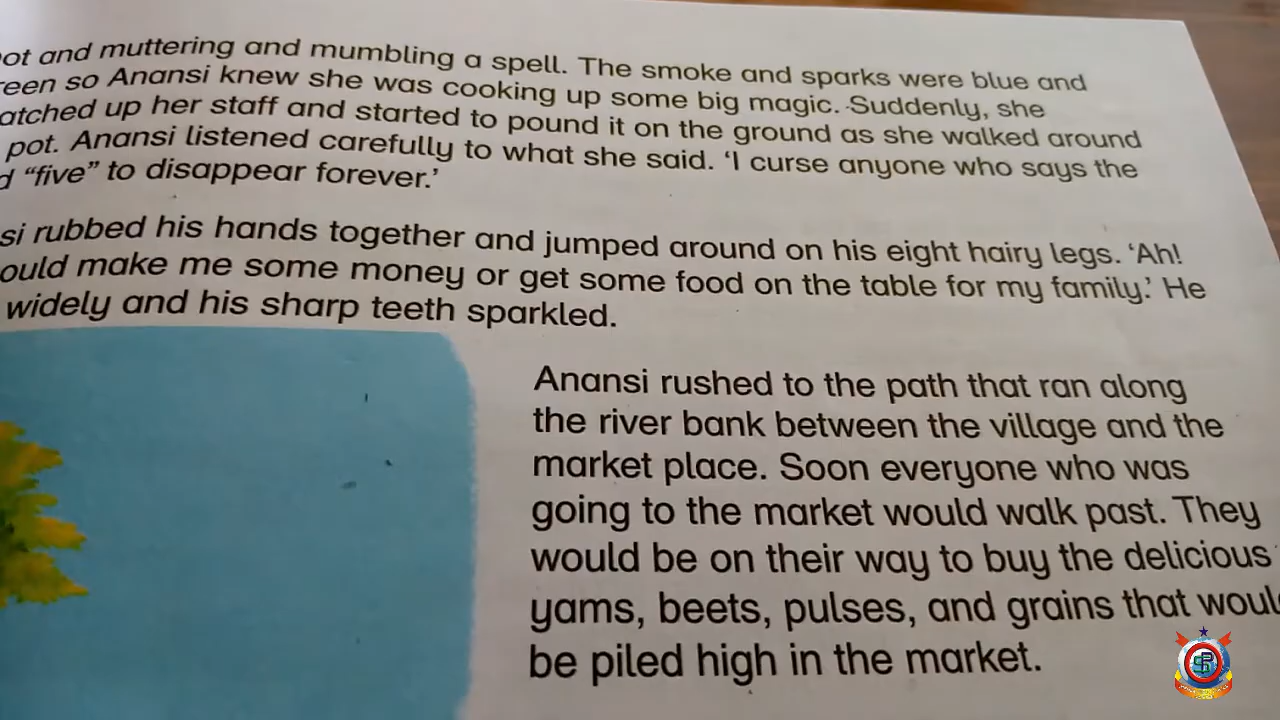 and muttering and mumbling a spell. The smoke and sparks were blue and
so Anansi knew she was cooking up some big magic. Suddenly, she
up her staff and started to pound it on the ground as she walked around
pot. Anansi listened carefully to what she said. ‘I curse anyone who says the
“five” to disappear forever.’
rubbed his hands together and jumped around on his eight hairy legs. ‘Ah!
make me some money or get some food on the table for my family.’ He
widely and his sharp teeth sparkled.
Anansi rushed to the path that ran along
the river bank between the village and the
market place. Soon everyone who was
going to the market would walk past. They
would be on their way to buy the delicious
yams, beets, pulses, and grains that
be piled high in the market.